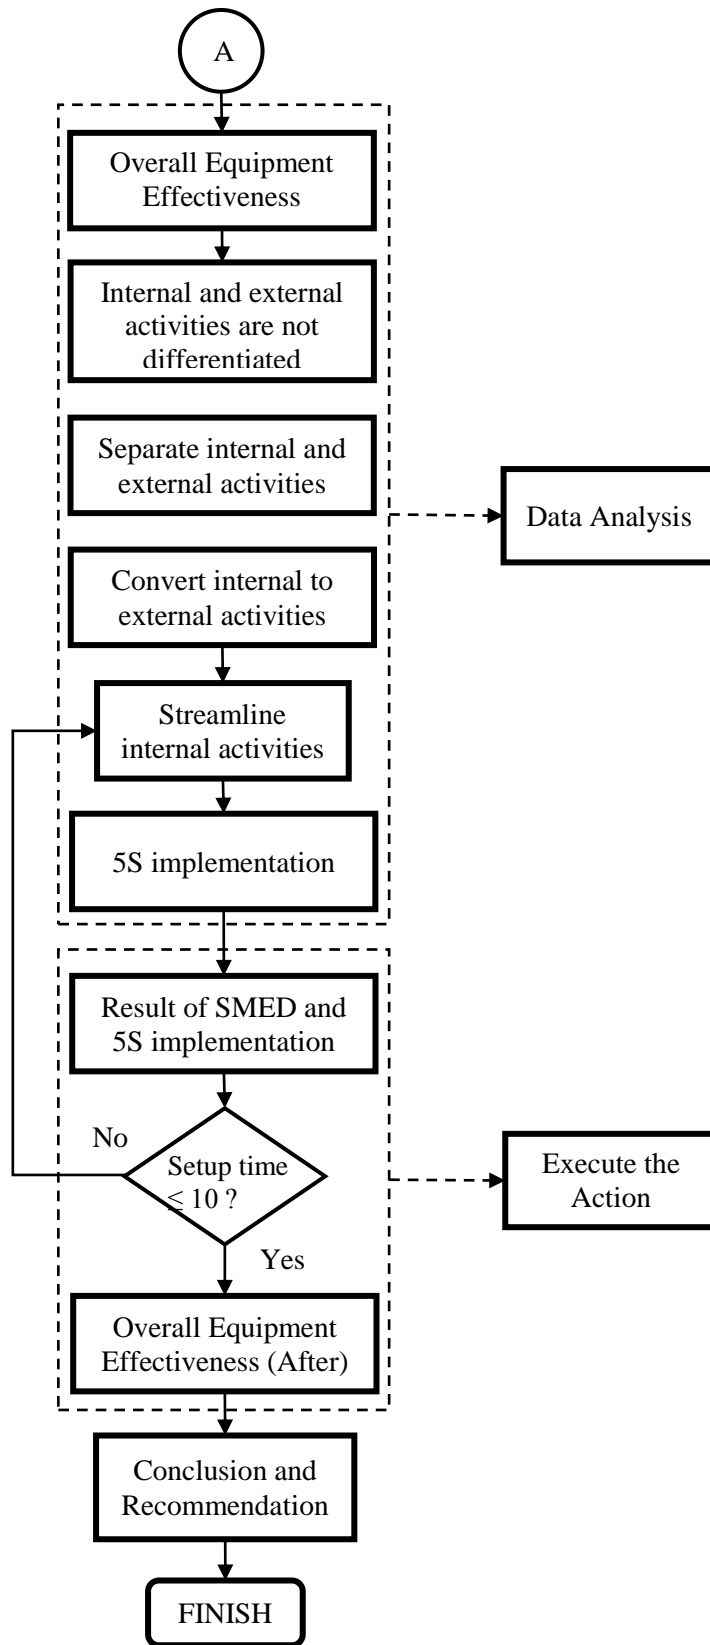 A
Overall Equipment
Effectiveness
Internal and external
activities are not
differentiated
Separate internal and
external activities
Data Analysis
Convert internal to
external activities
Streamline
internal activities
5S implementation
Result of SMED and
5S implementation
No
Setup time
≤ 10 ?
Execute the
Action
Yes
Overall Equipment
Effectiveness (After)
Conclusion and
Recommendation
FINISH